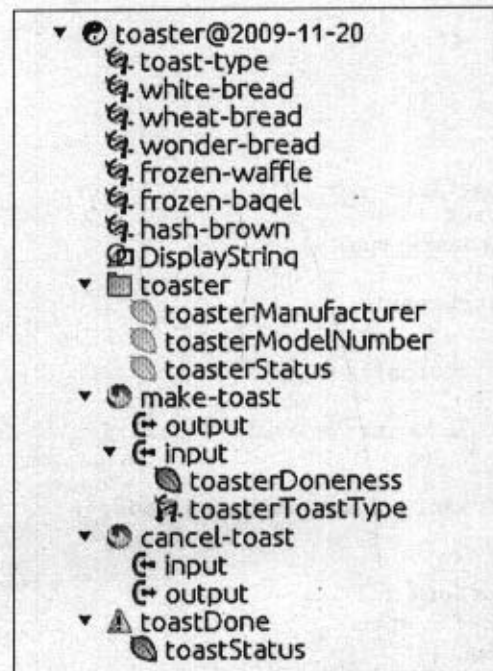 toaster@2009-11-20
toast-type
white-bread
wheat-bread
wonder-bread
frozen-waffle
frozen-bagel
hash-brown
DisplayString
toaster
toasterManufacturer
toasterModelNumber
toasterStatus
make-toast
output
input
toasterDoneness
toasterToastType
cancel-toast
input
output
toastDone
toastStatus